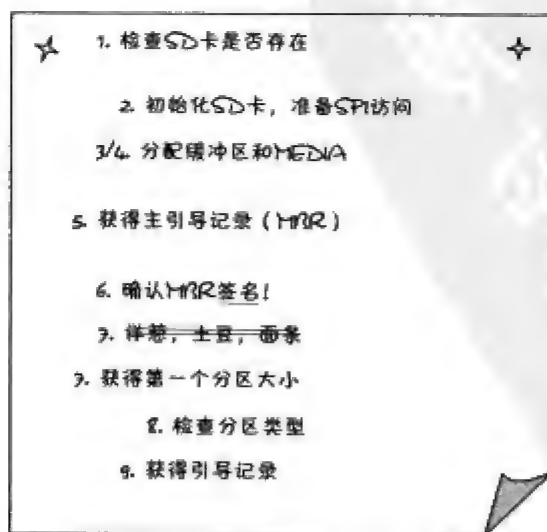 1. 检查SD卡是否存在
2. 初始化SD卡，准备SPI访问
3/4. 分配缓冲区和MEDIA
5. 获得主引导记录（MBR）
6. 确认MBR签名！
7. 洋葱，土豆，面条
7. 获得第一个分区大小
8. 检查分区类型
9. 获得引导记录